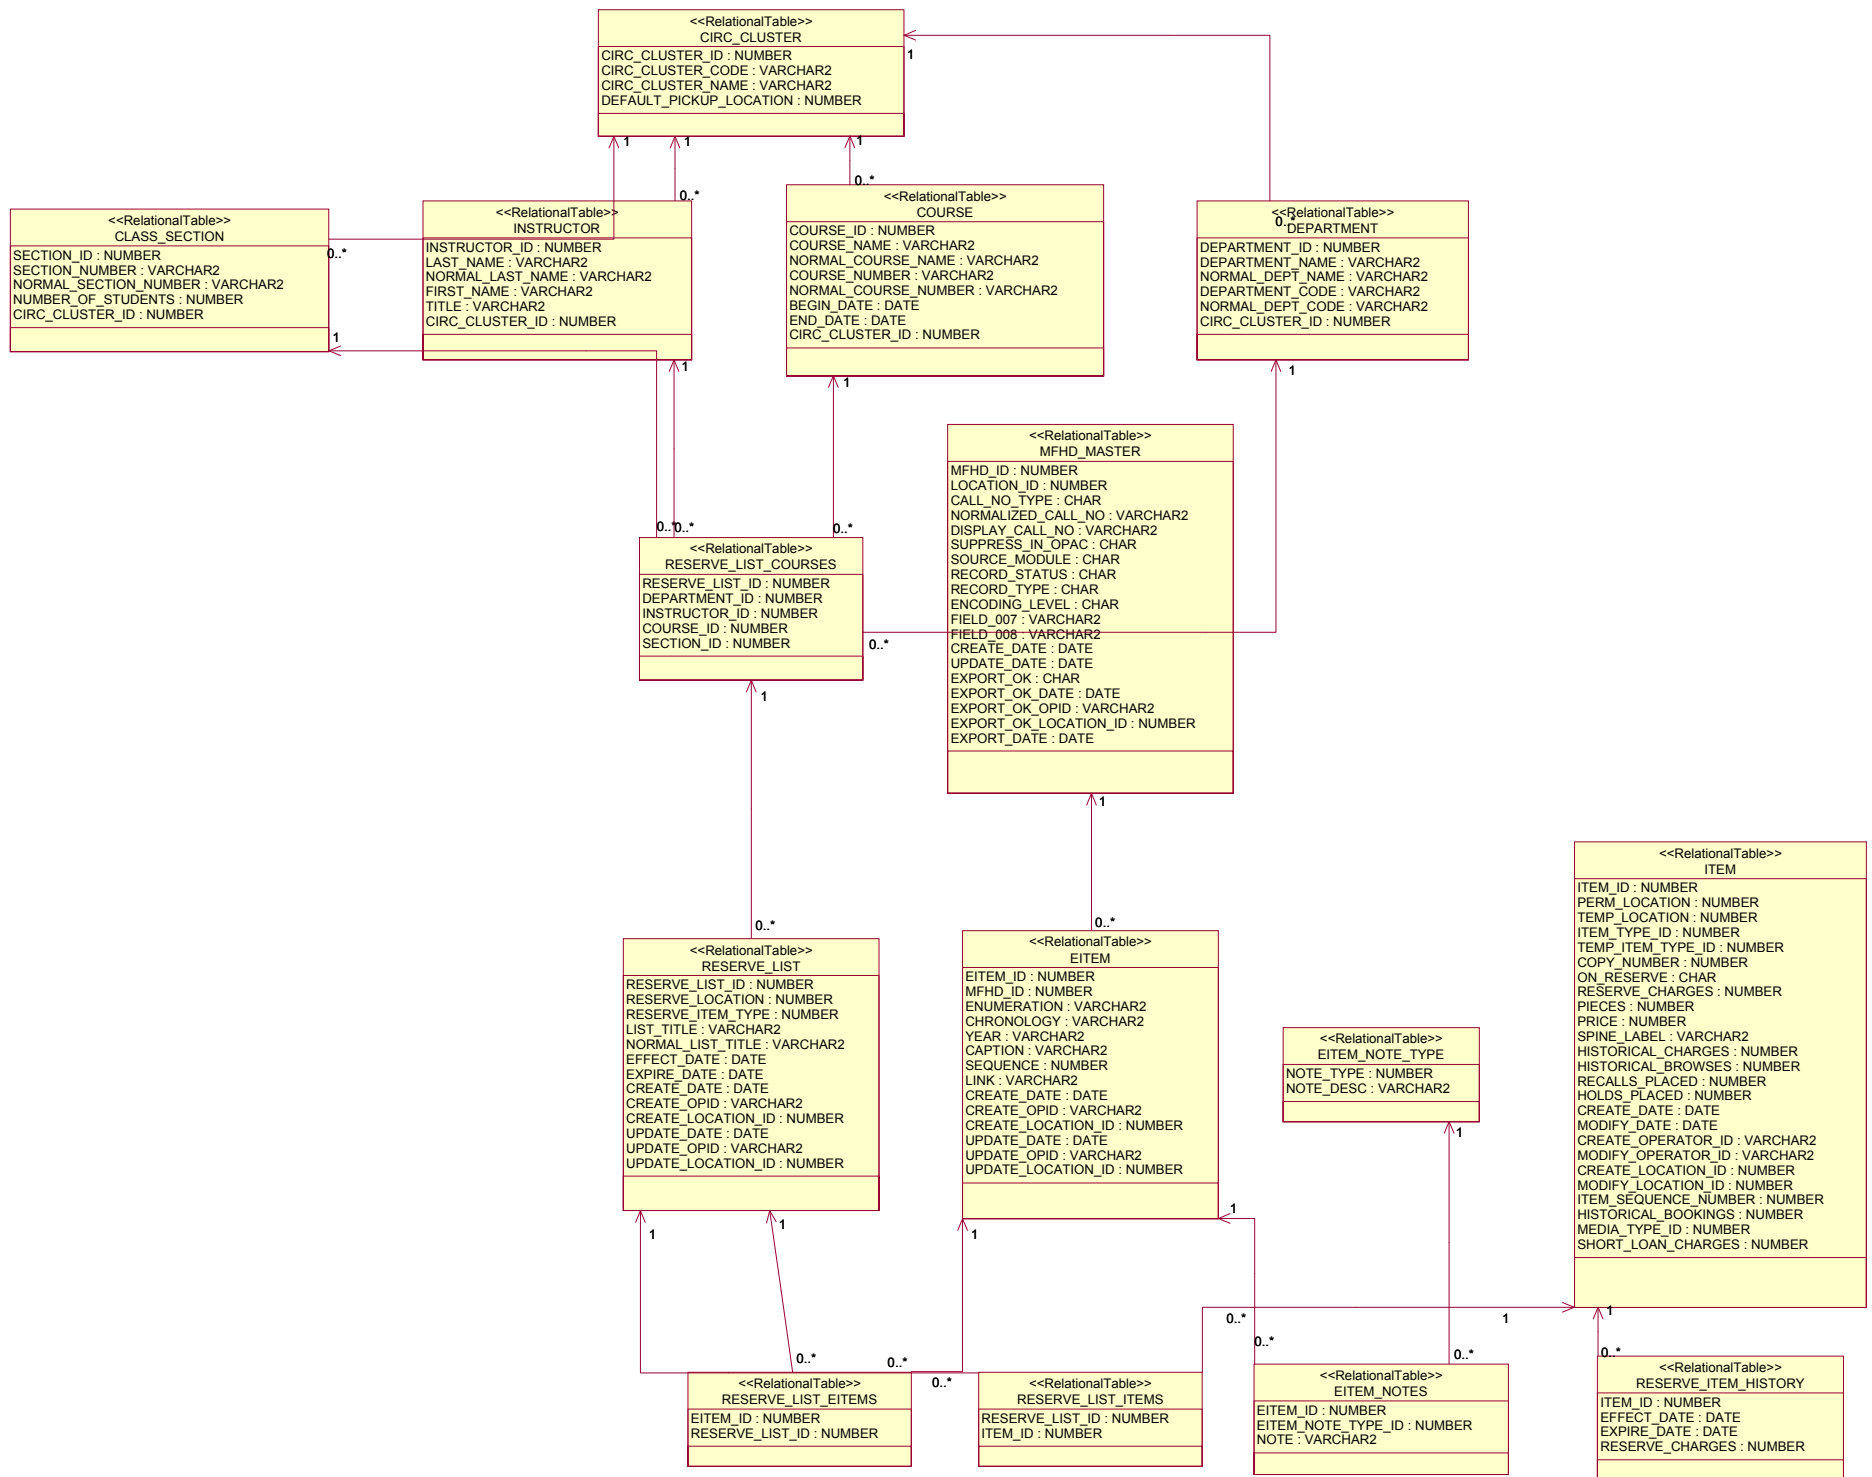 <<RelationalTable>>
CIRC_CLUSTER
CIRC_CLUSTER_ID : NUMBER
CIRC_CLUSTER_CODE : VARCHAR2
CIRC_CLUSTER_NAME : VARCHAR2
DEFAULT_PICKUP_LOCATION : NUMBER
1
1
1
1
0..*
0..*
0..*
0..*
<<RelationalTable>>
CLASS_SECTION
SECTION_ID : NUMBER
SECTION_NUMBER : VARCHAR2
NORMAL_SECTION_NUMBER : VARCHAR2
NUMBER_OF_STUDENTS : NUMBER
CIRC_CLUSTER_ID : NUMBER
1
<<RelationalTable>>
INSTRUCTOR
INSTRUCTOR_ID : NUMBER
LAST_NAME : VARCHAR2
NORMAL_LAST_NAME : VARCHAR2
FIRST_NAME : VARCHAR2
TITLE : VARCHAR2
CIRC_CLUSTER_ID : NUMBER
1
<<RelationalTable>>
COURSE
COURSE_ID : NUMBER
COURSE_NAME : VARCHAR2
NORMAL_COURSE_NAME : VARCHAR2
COURSE_NUMBER : VARCHAR2
NORMAL_COURSE_NUMBER : VARCHAR2
BEGIN_DATE : DATE
END_DATE : DATE
CIRC_CLUSTER_ID : NUMBER
1
<<RelationalTable>>
DEPARTMENT
DEPARTMENT_ID : NUMBER
DEPARTMENT_NAME : VARCHAR2
NORMAL_DEPT_NAME : VARCHAR2
DEPARTMENT_CODE : VARCHAR2
NORMAL_DEPT_CODE : VARCHAR2
CIRC_CLUSTER_ID : NUMBER
1
<<RelationalTable>>
MFHD_MASTER
MFHD_ID : NUMBER
LOCATION_ID : NUMBER
CALL_NO_TYPE : CHAR
NORMALIZED_CALL_NO : VARCHAR2
DISPLAY_CALL_NO : VARCHAR2
SUPPRESS_IN_OPAC : CHAR
SOURCE_MODULE : CHAR
RECORD_STATUS : CHAR
RECORD_TYPE : CHAR
ENCODING_LEVEL : CHAR
FIELD_007 : VARCHAR2
FIELD_008 : VARCHAR2
CREATE_DATE : DATE
UPDATE_DATE : DATE
EXPORT_OK : CHAR
EXPORT_OK_DATE : DATE
EXPORT_OK_OPID : VARCHAR2
EXPORT_OK_LOCATION_ID : NUMBER
EXPORT_DATE : DATE
1
0..*
0..*
0..*
0..*
<<RelationalTable>>
RESERVE_LIST_COURSES
RESERVE_LIST_ID : NUMBER
DEPARTMENT_ID : NUMBER
INSTRUCTOR_ID : NUMBER
COURSE_ID : NUMBER
SECTION_ID : NUMBER
1
0..*
<<RelationalTable>>
RESERVE_LIST
RESERVE_LIST_ID : NUMBER
RESERVE_LOCATION : NUMBER
RESERVE_ITEM_TYPE : NUMBER
LIST_TITLE : VARCHAR2
NORMAL_LIST_TITLE : VARCHAR2
EFFECT_DATE : DATE
EXPIRE_DATE : DATE
CREATE_DATE : DATE
CREATE_OPID : VARCHAR2
CREATE_LOCATION_ID : NUMBER
UPDATE_DATE : DATE
UPDATE_OPID : VARCHAR2
UPDATE_LOCATION_ID : NUMBER
1
1
0..*
<<RelationalTable>>
EITEM
EITEM_ID : NUMBER
MFHD_ID : NUMBER
ENUMERATION : VARCHAR2
CHRONOLOGY : VARCHAR2
YEAR : VARCHAR2
CAPTION : VARCHAR2
SEQUENCE : NUMBER
LINK : VARCHAR2
CREATE_DATE : DATE
CREATE_OPID : VARCHAR2
CREATE_LOCATION_ID : NUMBER
UPDATE_DATE : DATE
UPDATE_OPID : VARCHAR2
UPDATE_LOCATION_ID : NUMBER
1
1
<<RelationalTable>>
EITEM_NOTE_TYPE
NOTE_TYPE : NUMBER
NOTE_DESC : VARCHAR2
1
<<RelationalTable>>
ITEM
ITEM_ID : NUMBER
PERM_LOCATION : NUMBER
TEMP_LOCATION : NUMBER
ITEM_TYPE_ID : NUMBER
TEMP_ITEM_TYPE_ID : NUMBER
COPY_NUMBER : NUMBER
ON_RESERVE : CHAR
RESERVE_CHARGES : NUMBER
PIECES : NUMBER
PRICE : NUMBER
SPINE_LABEL : VARCHAR2
HISTORICAL_CHARGES : NUMBER
HISTORICAL_BROWSES : NUMBER
RECALLS_PLACED : NUMBER
HOLDS_PLACED : NUMBER
CREATE_DATE : DATE
MODIFY_DATE : DATE
CREATE_OPERATOR_ID : VARCHAR2
MODIFY_OPERATOR_ID : VARCHAR2
CREATE_LOCATION_ID : NUMBER
MODIFY_LOCATION_ID : NUMBER
ITEM_SEQUENCE_NUMBER : NUMBER
HISTORICAL_BOOKINGS : NUMBER
MEDIA_TYPE_ID : NUMBER
SHORT_LOAN_CHARGES : NUMBER
0..*
1
1
0..*
0..*
0..*
0..*
0..*
0..*
<<RelationalTable>>
RESERVE_LIST_EITEMS
EITEM_ID : NUMBER
RESERVE_LIST_ID : NUMBER
<<RelationalTable>>
RESERVE_LIST_ITEMS
RESERVE_LIST_ID : NUMBER
ITEM_ID : NUMBER
<<RelationalTable>>
EITEM_NOTES
EITEM_ID : NUMBER
EITEM_NOTE_TYPE_ID : NUMBER
NOTE : VARCHAR2
<<RelationalTable>>
RESERVE_ITEM_HISTORY
ITEM_ID : NUMBER
EFFECT_DATE : DATE
EXPIRE_DATE : DATE
RESERVE_CHARGES : NUMBER